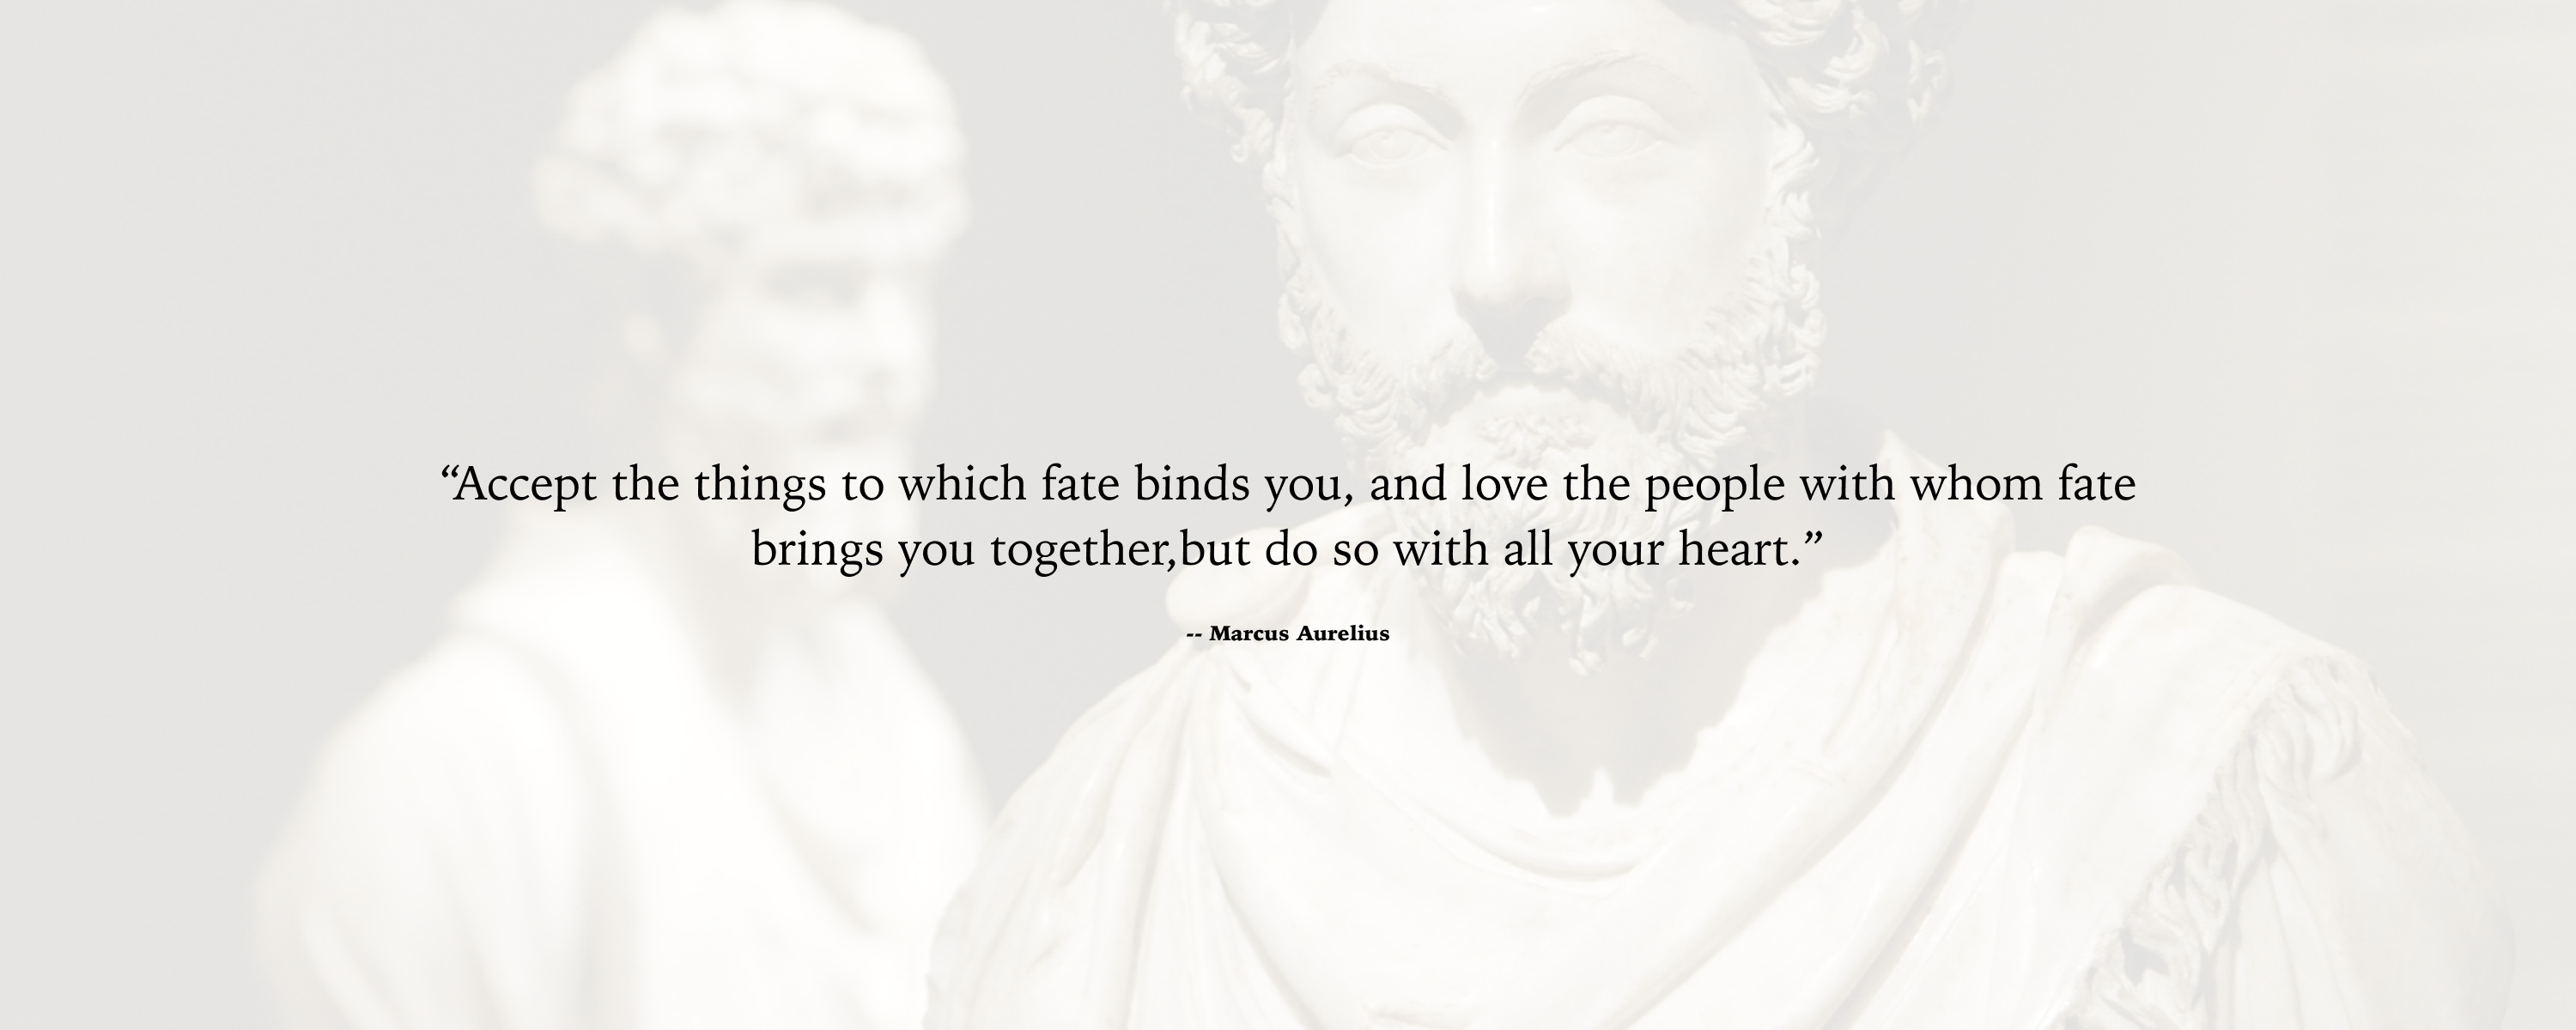 “Accept the things to which fate binds you, and love the people with whom fate
brings you together,but do so with all your heart.”
-- Marcus Aurelius